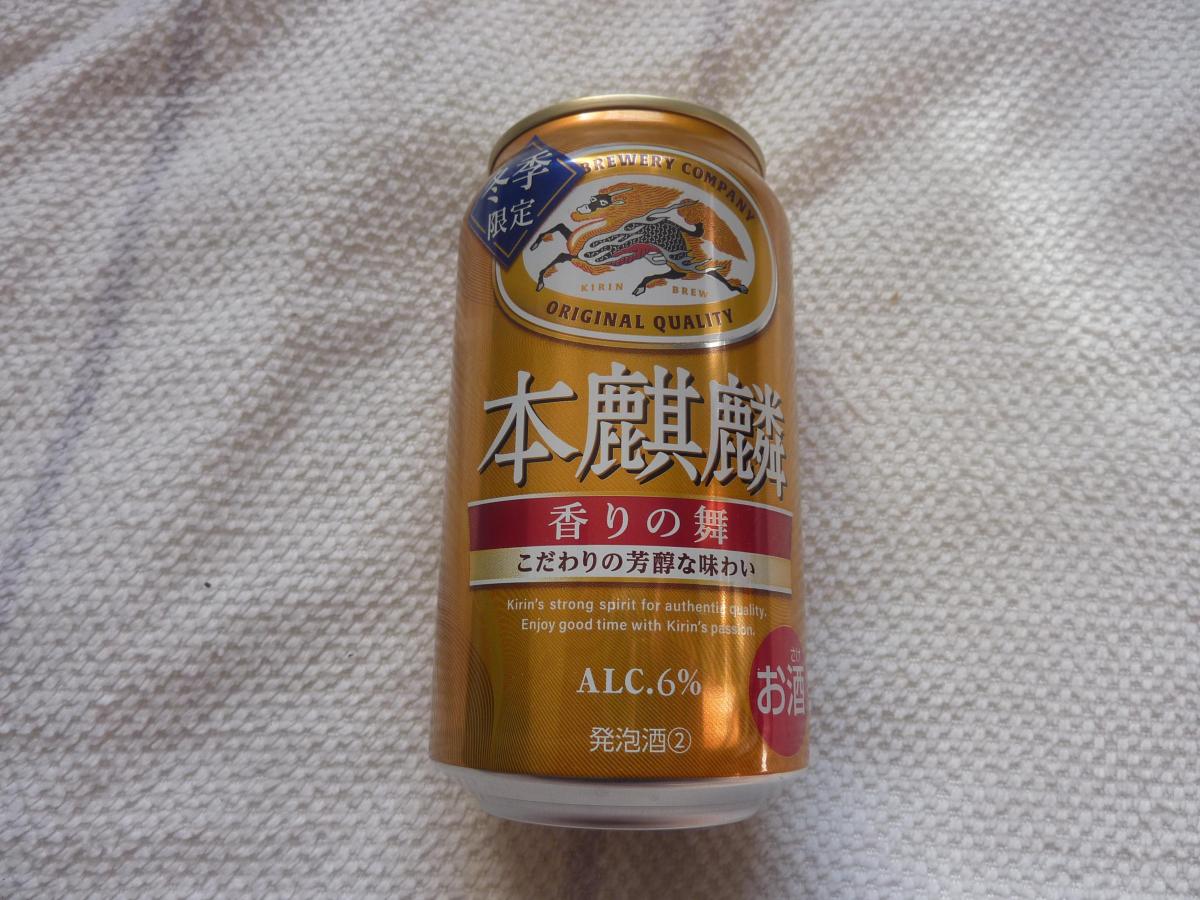 冬季
限定
BREWERY COMPANY
KIRIN BREW
ORIGINAL QUALITY
本麒麟
香りの舞
こだわりの芳醇な味わい
Kirin's strong spirit for authentic quality.
Enjoy good time with Kirin's passion.
ALC.6%
さけ
お酒
発泡酒②